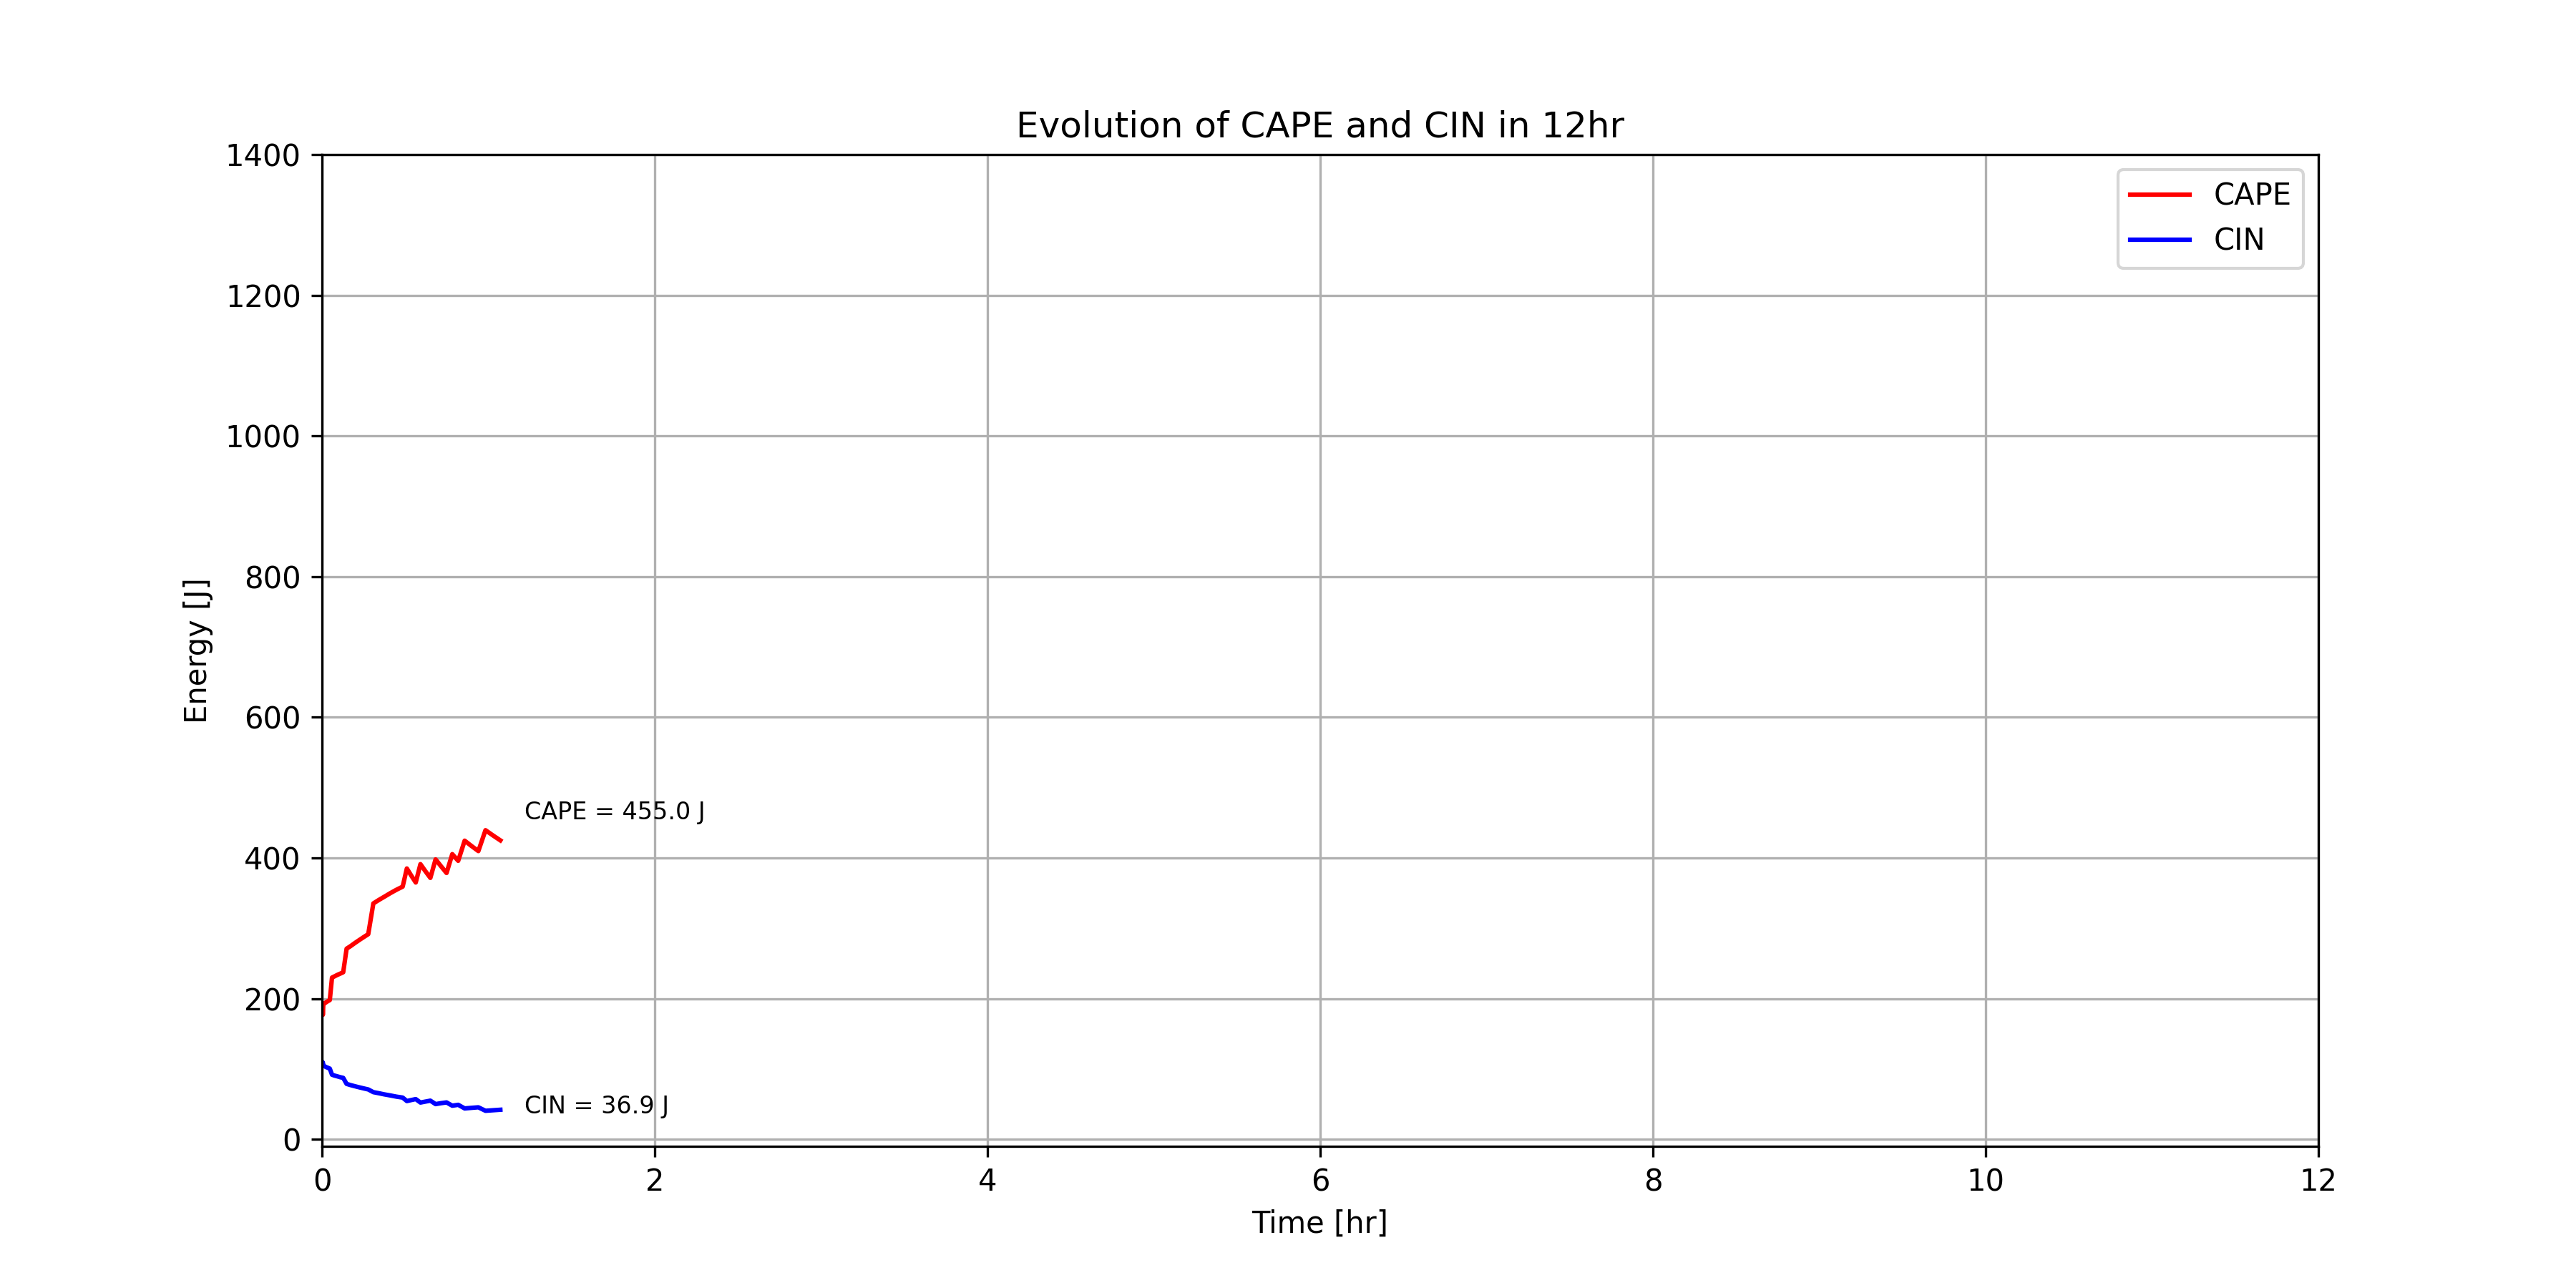 Evolution of CAPE and CIN in 12hr
1400
1200
1000
800
600
400
200
0
Energy [J]
CAPE
CIN
CAPE = 455.0 J
CIN = 36.9 J
0 2 4 6 8 10 12
Time [hr]